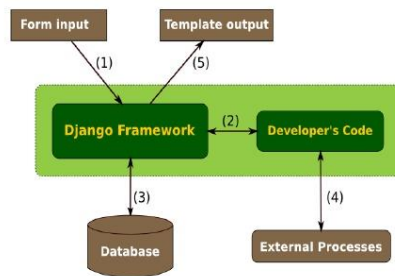 Form input
Template output
(1)
(5)
Django Framework
(2)
Developer's Code
(3)
(4)
Database
External Processes